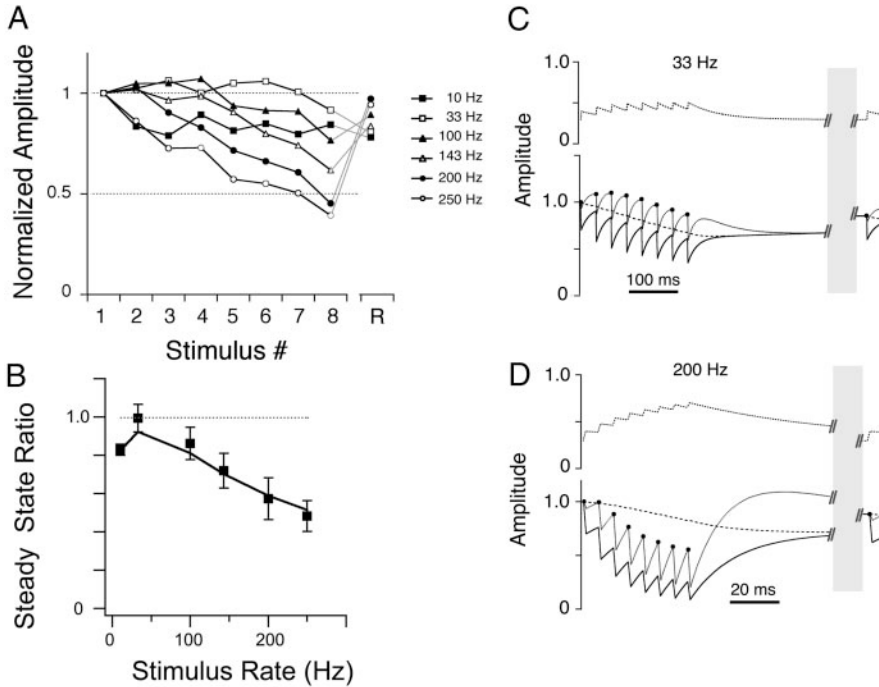 A
Normalized Amplitude
1
0.5
0
1 2 3 4 5 6 7 8 R
Stimulus #
10 Hz
33 Hz
100 Hz
143 Hz
200 Hz
250 Hz
B
Steady State Ratio
1.0
0
0 100 200
Stimulus Rate (Hz)
C
33 Hz
Amplitude
1.0
0
1.0
0
100 ms
D
200 Hz
Amplitude
1.0
0
1.0
0
20 ms